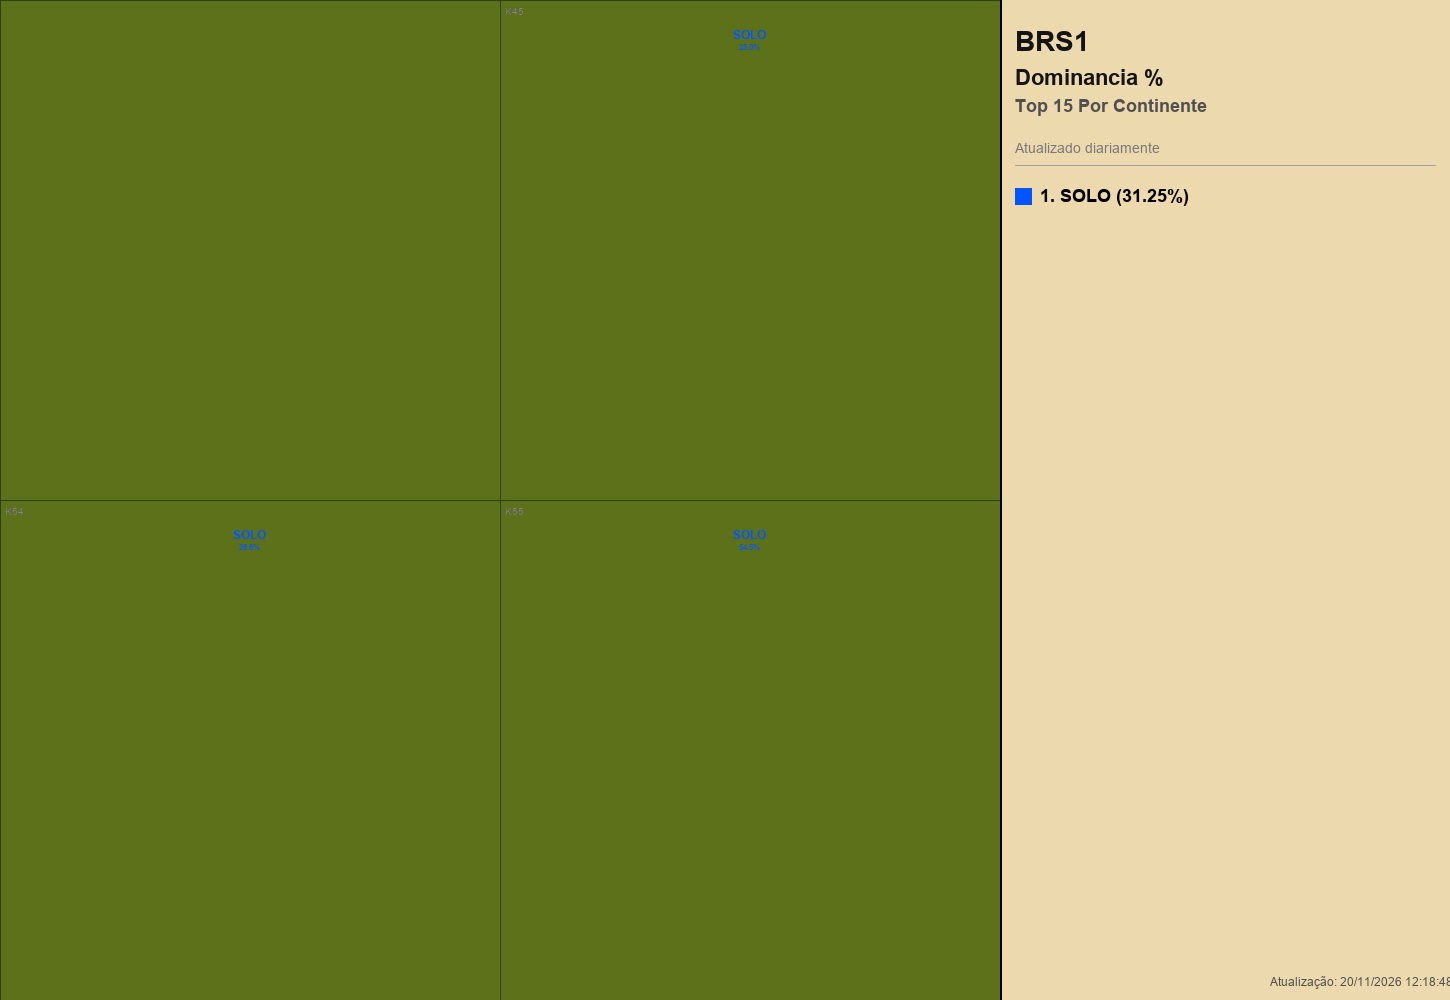 K45
SOLO
K54
SOLO
K55
SOLO
BRS1
Dominancia %
Top 15 Por Continente
Atualizado diariamente
1. SOLO (31.25%)
Atualização: 20/11/2026 12:18:48